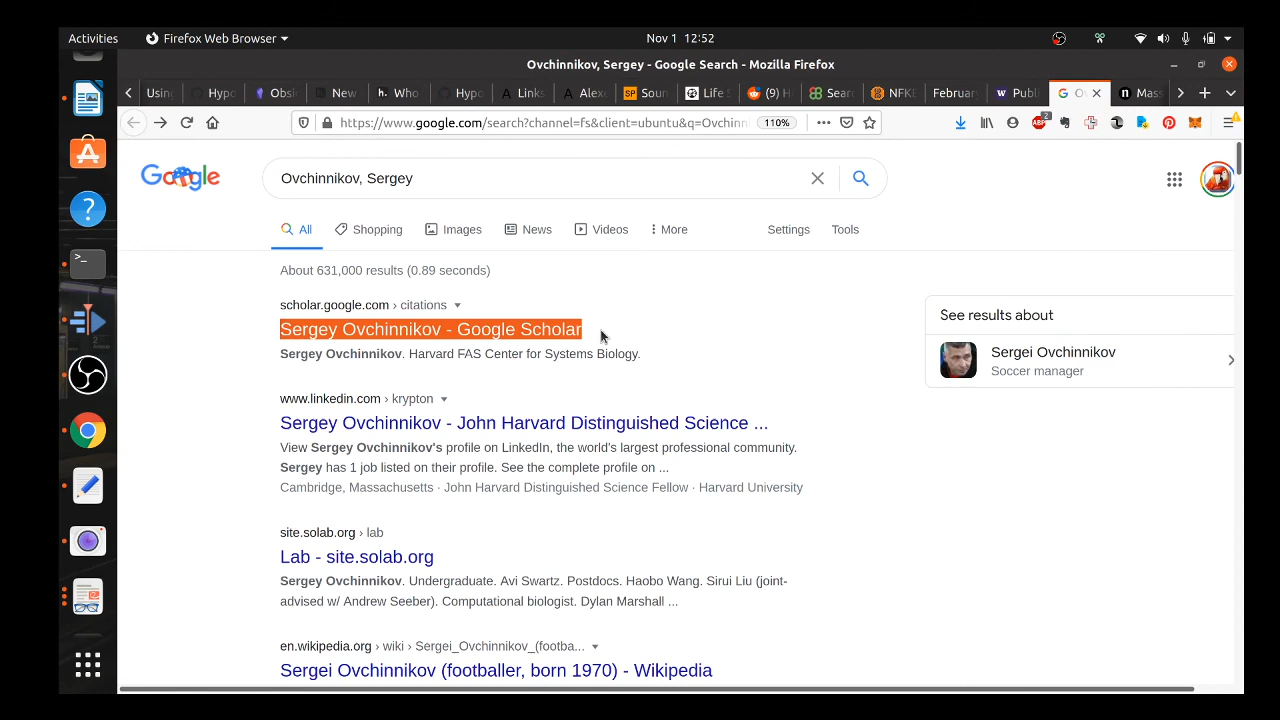 Activities
Firefox Web Browser
Nov 1 12:52
Ovchinnikov, Sergey - Google Search - Mozilla Firefox
Using
Hypo
Obsi
New
h. Who
Hypo
Links
Alexa
SP Soun
Life S
(9) H
Sear
NFKE
Februar
Publ
O
Mass
https://www.google.com/search?channel=fs&client=ubuntu&q=Ovchinn
110%
2
Google
Ovchinnikov, Sergey
All
Shopping
Images
News
Videos
More
Settings
Tools
About 631,000 results (0.89 seconds)
scholar.google.com › citations
Sergey Ovchinnikov - Google Scholar
Sergey Ovchinnikov. Harvard FAS Center for Systems Biology.
See results about
Sergei Ovchinnikov
Soccer manager
www.linkedin.com › krypton
Sergey Ovchinnikov - John Harvard Distinguished Science ...
View Sergey Ovchinnikov's profile on LinkedIn, the world's largest professional community.
Sergey has 1 job listed on their profile. See the complete profile on ...
Cambridge, Massachusetts · John Harvard Distinguished Science Fellow · Harvard University
site.solab.org › lab
Lab - site.solab.org
Sergey Ovchinnikov. Undergraduate. Avi Swartz. Postdocs. Haobo Wang. Sirui Liu (joint-
advised w/ Andrew Seeber). Computational biologist. Dylan Marshall ...
en.wikipedia.org › wiki › Sergei_Ovchinnikov_(footba...
Sergei Ovchinnikov (footballer, born 1970) - Wikipedia